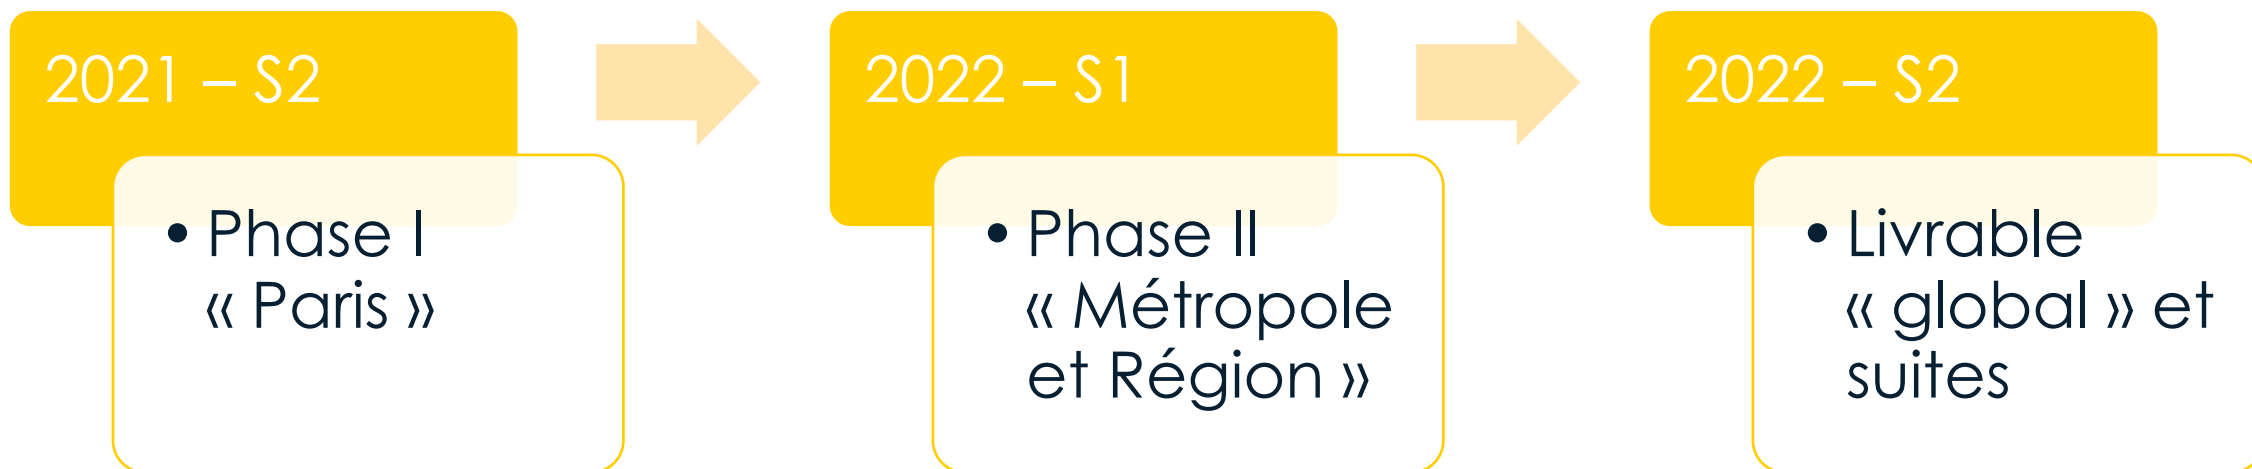 2021 – S2
• Phase I
« Paris »
2022 – S1
• Phase II
« Métropole
et Région »
2022 – S2
• Livrable
« global » et
suites